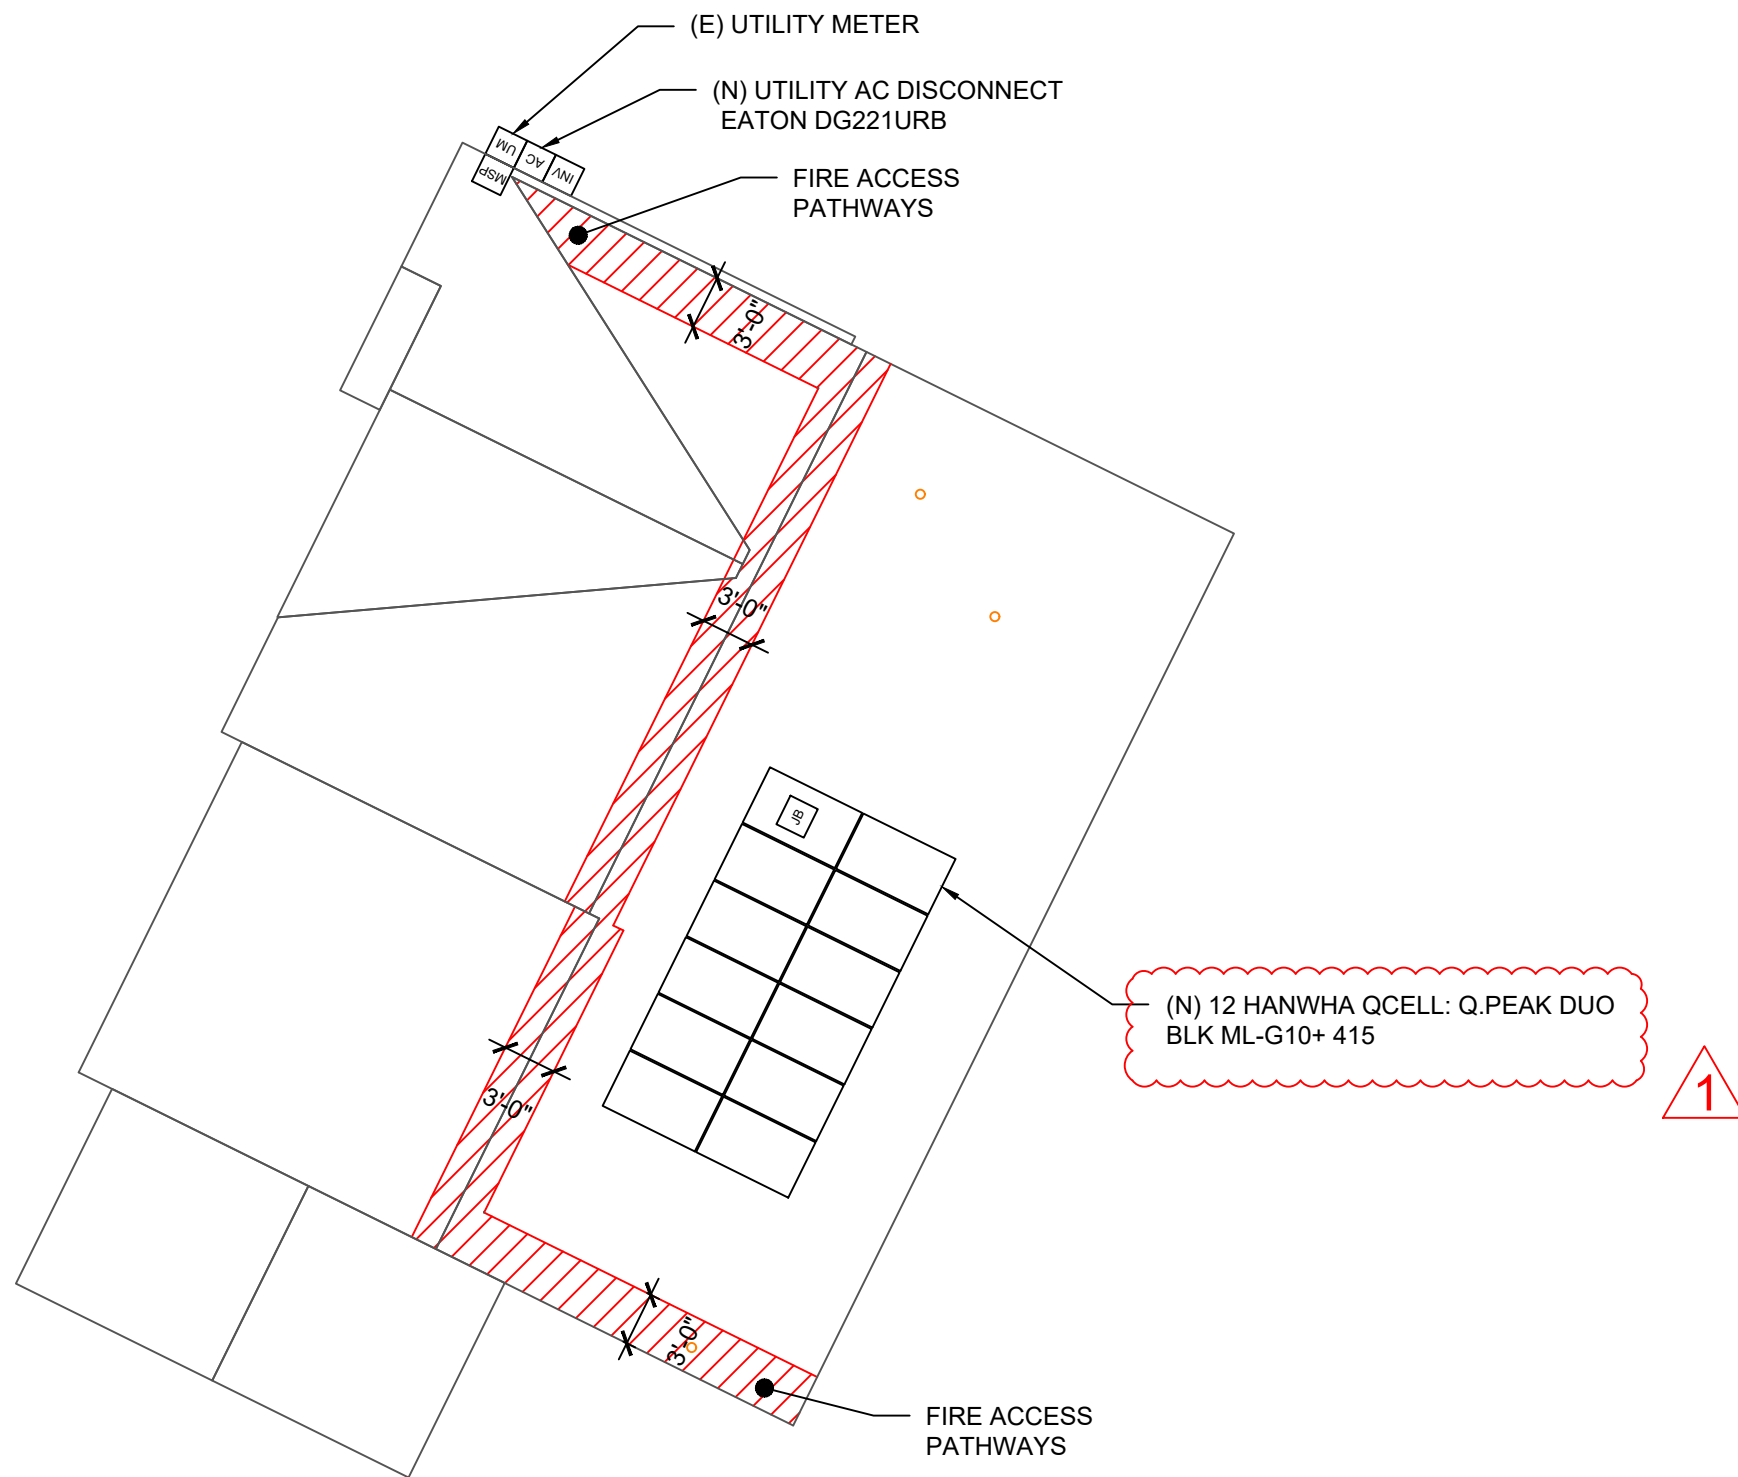 (E) UTILITY METER
(N) UTILITY AC DISCONNECT
EATON DG221URB
FIRE ACCESS
PATHWAYS
UM
AC
INV
MSP
3'-0"
3'-0"
JB
(N) 12 HANWHA QCELL: Q.PEAK DUO
BLK ML-G10+ 415
1
3'-0"
3'-0"
FIRE ACCESS
PATHWAYS